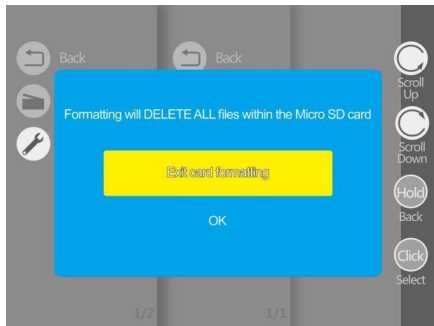 Back
Back
Formatting will DELETE ALL files within the Micro SD card
Exit card formatting
OK
1/2
1/1
Scroll
Up
Scroll
Down
Hold
Back
Click
Select